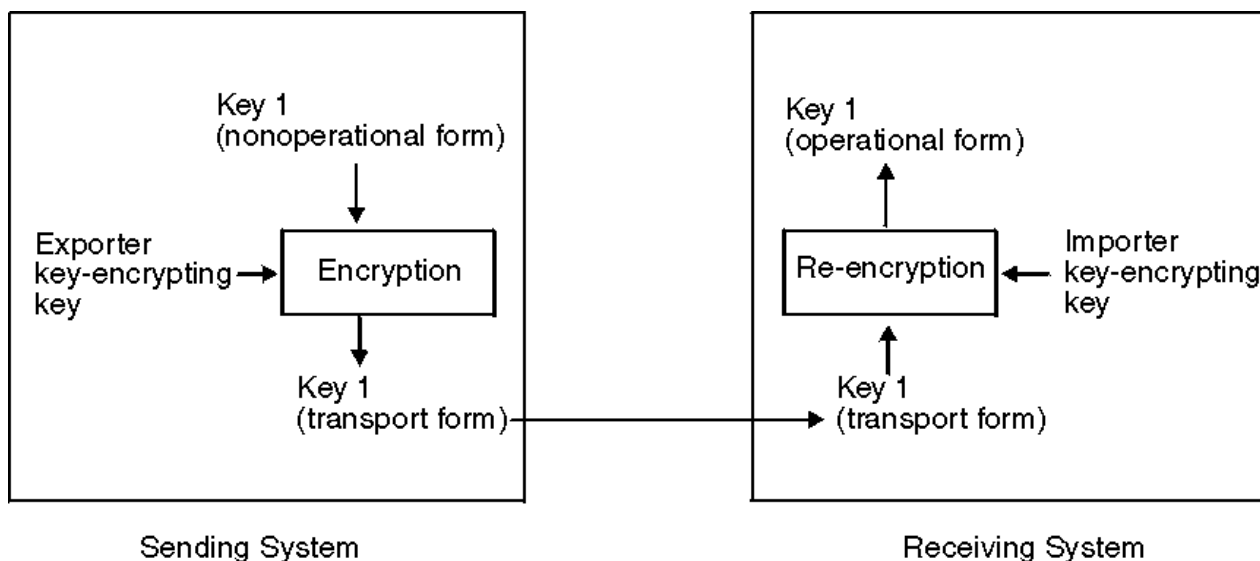 Key 1
(nonoperational form)
Exporter
key-encrypting
key
Encryption
Key 1
(transport form)
Sending System
Key 1
(operational form)
Re-encryption
Importer
key-encrypting
key
Key 1
(transport form)
Receiving System